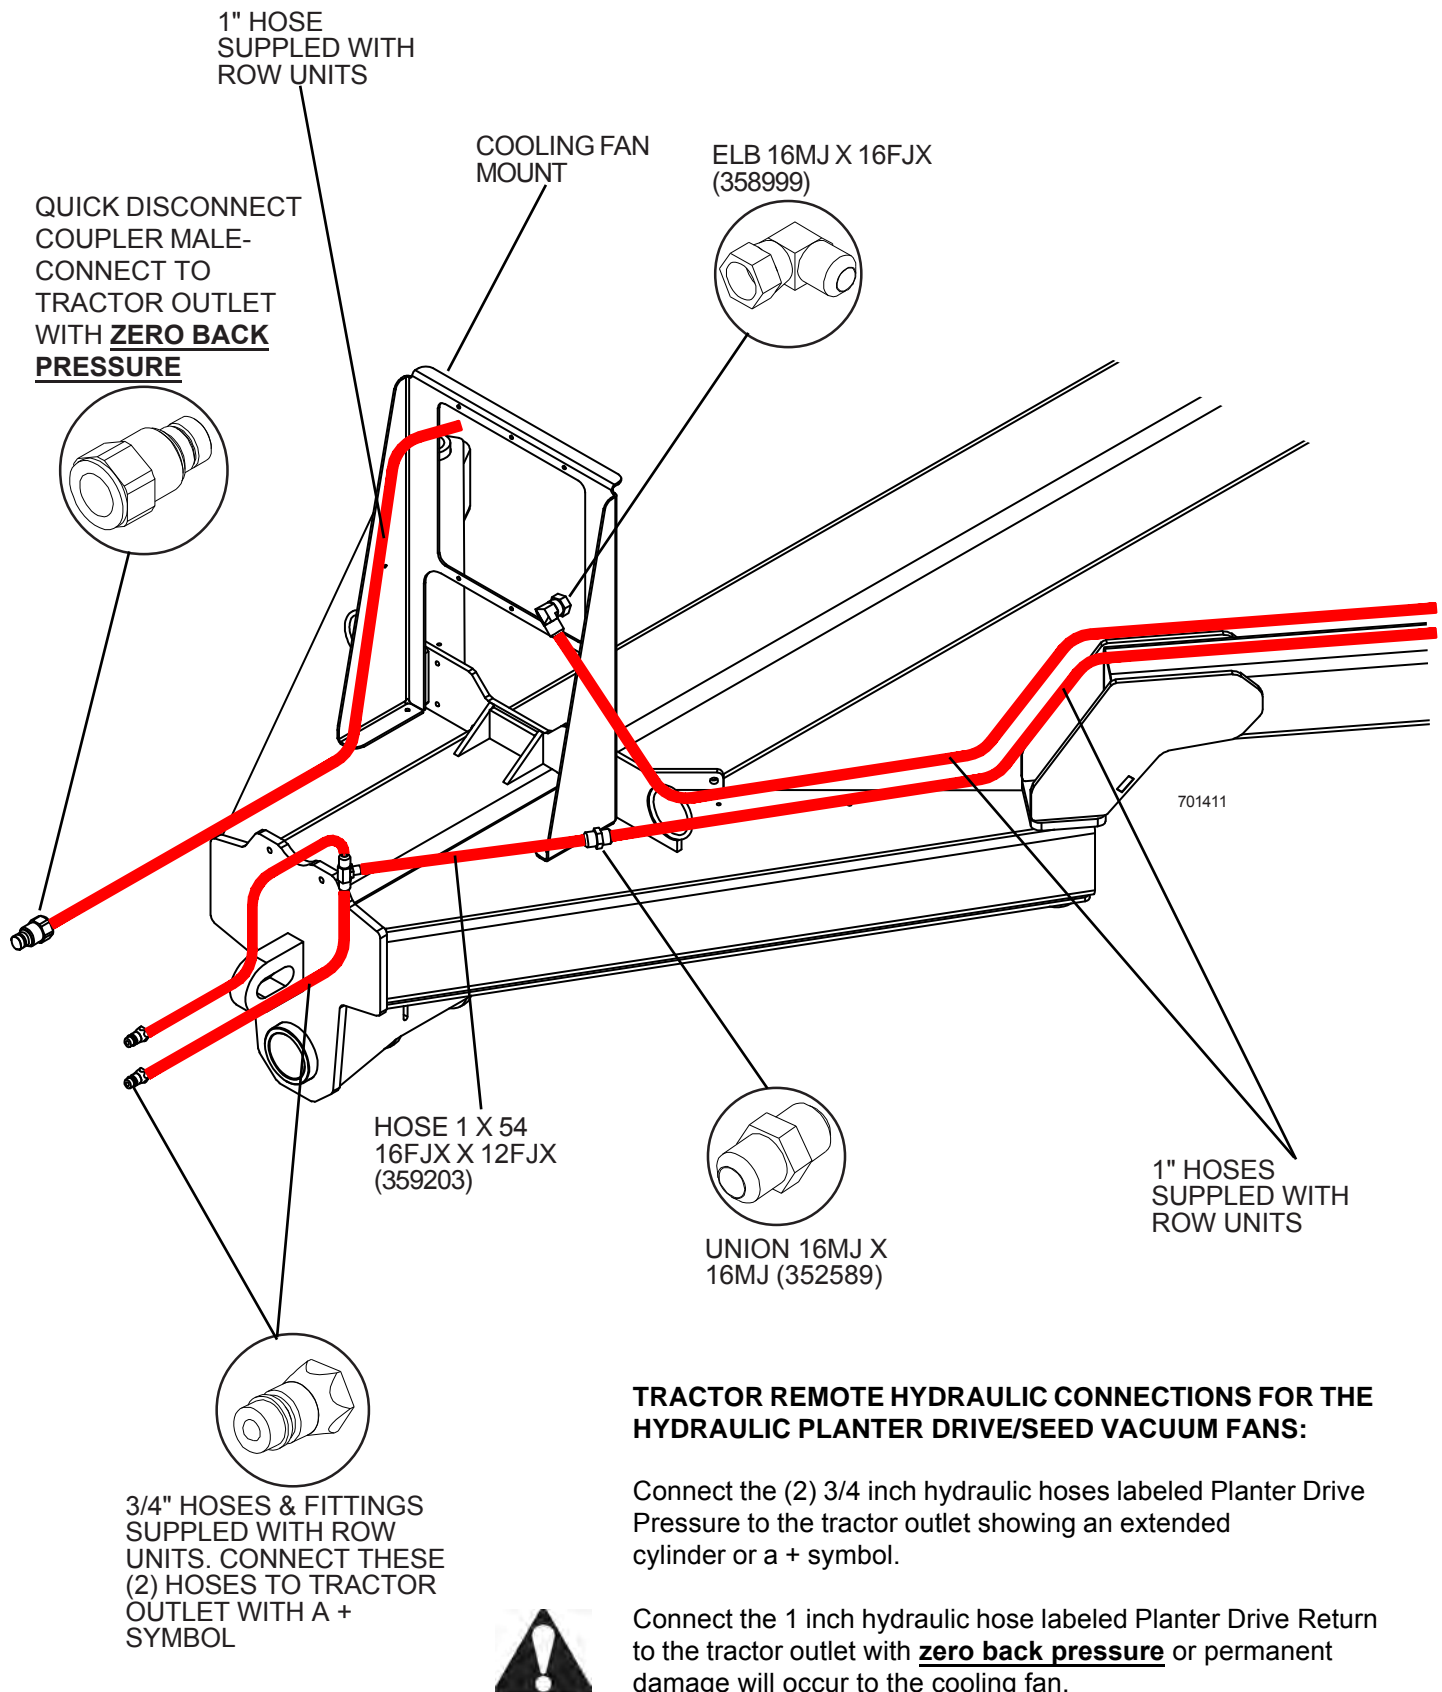 1" HOSE
SUPPLED WITH
ROW UNITS
COOLING FAN
MOUNT
ELB 16MJ X 16FJX
(358999)
QUICK DISCONNECT
COUPLER MALE-
CONNECT TO
TRACTOR OUTLET
WITH ZERO BACK
PRESSURE
701411
HOSE 1 X 54
16FJX X 12FJX
(359203)
UNION 16MJ X
16MJ (352589)
1" HOSES
SUPPLED WITH
ROW UNITS
3/4" HOSES & FITTINGS
SUPPLED WITH ROW
UNITS. CONNECT THESE
(2) HOSES TO TRACTOR
OUTLET WITH A +
SYMBOL
TRACTOR REMOTE HYDRAULIC CONNECTIONS FOR THE
HYDRAULIC PLANTER DRIVE/SEED VACUUM FANS:
Connect the (2) 3/4 inch hydraulic hoses labeled Planter Drive
Pressure to the tractor outlet showing an extended
cylinder or a + symbol.
Connect the 1 inch hydraulic hose labeled Planter Drive Return
to the tractor outlet with zero back pressure or permanent
damage will occur to the cooling fan.